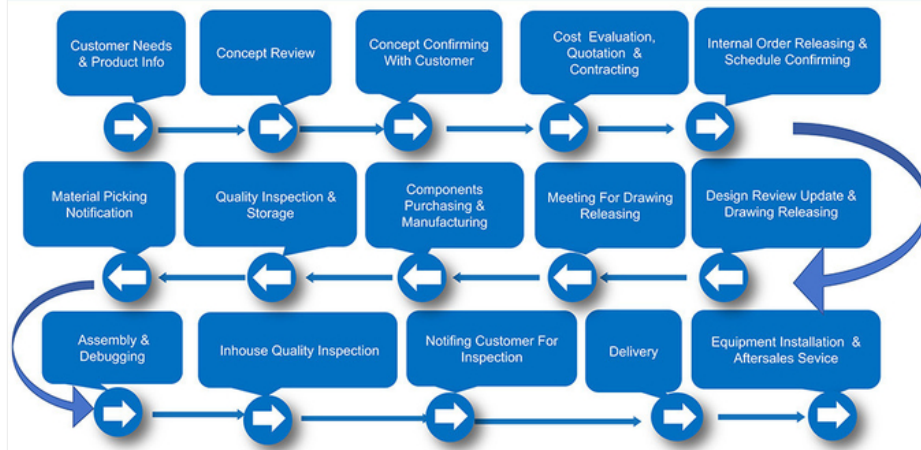 Customer Needs
& Product Info
Concept Review
Concept Confirming
With Customer
Cost Evaluation,
Quotation &
Contracting
Internal Order Releasing &
Schedule Confirming
Material Picking
Notification
Quality Inspection &
Storage
Components
Purchasing &
Manufacturing
Meeting For Drawing
Releasing
Design Review Update &
Drawing Releasing
Assembly &
Debugging
Inhouse Quality Inspection
Notifing Customer For
Inspection
Delivery
Equipment Installation &
Aftersales Sevice